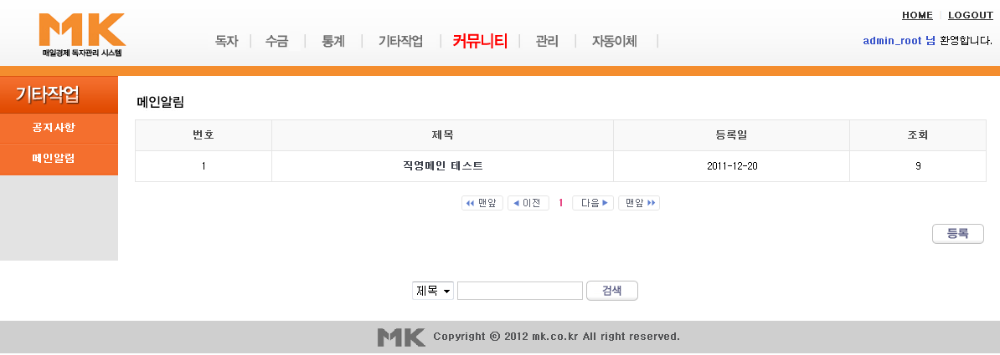 HOME | LOGOUT
MK
매일경제 독자관리 시스템
독자 | 수금 | 통계 | 기타작업 | 커뮤니티 | 관리 | 자동이체 |
admin_root 님 환영합니다.
기타작업
공지사항
메인알림
메인알림
번호 제목 등록일 조회
1 직영메인 테스트 2011-12-20 9
맨앞 이전 1 다음 맨앞
등록
제목 검색
MK Copyright ⓒ 2012 mk.co.kr All right reserved.